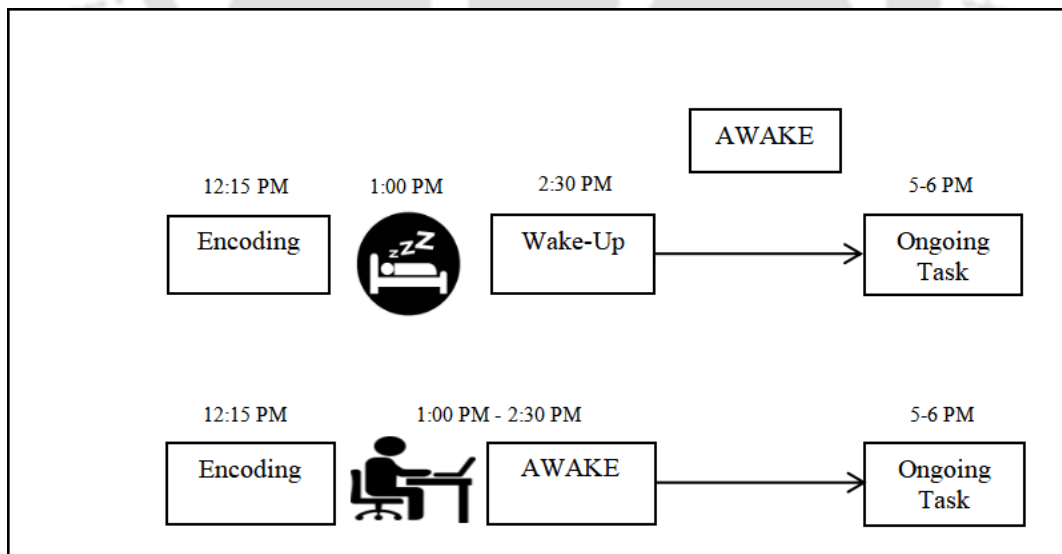 AWAKE
12:15 PM 1:00 PM 2:30 PM 5-6 PM
Encoding zzZ Wake-Up Ongoing
Task
12:15 PM 1:00 PM - 2:30 PM 5-6 PM
Encoding AWAKE Ongoing
Task